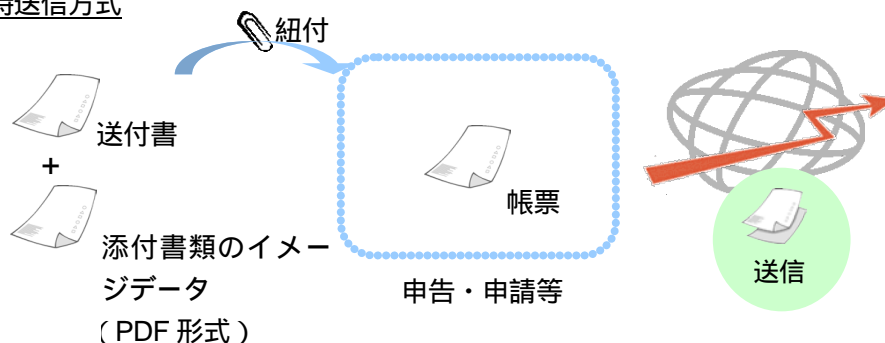 時送信方式
紐付
送付書
+
帳票
添付書類のイメー
ジデータ
(PDF 形式)
申告・申請等
送信